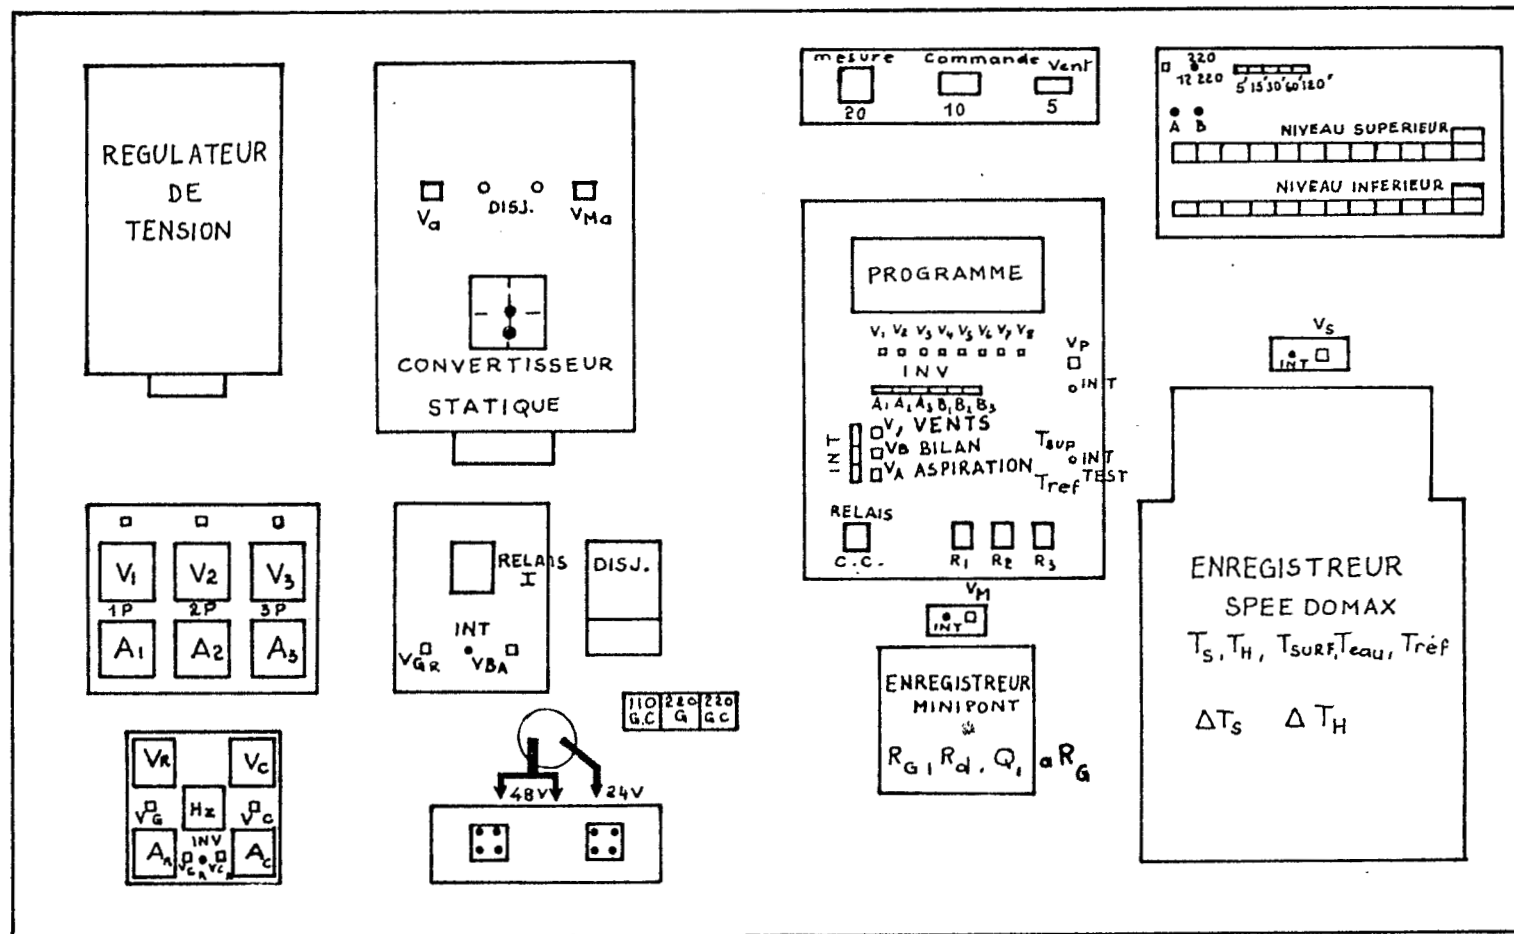 REGULATEUR
DE
TENSION
Va
DISJ.
VMa
CONVERTISSEUR
STATIQUE
mesure Commande Vent
20 10 5
220
12 220
5' 15' 30' 60' 120'
A B
NIVEAU SUPERIEUR
NIVEAU INFERIEUR
PROGRAMME
V1 V2 V3 V4 V5 V6 V7 V8
INV
A1 A2 A3 B1 B2 B3
VP
INT
INT
V, VENTS
VB BILAN
VA ASPIRATION
Tsup
INT
TEST
Tref
RELAIS
C.C.
R1 R2 R3
VS
INT
ENREGISTREUR
SPEEDOMAX
TS, TH, TSURF, Teau, Tréf
ΔTS ΔTH
VM
INT
ENREGISTREUR
MINIPONT
RG, Rd, Q, aRG
V1 V2 V3
1P 2P 3P
A1 A2 A3
RELAIS
I
INT
VGR VBA
DISJ.
110 220 220
G.C G GC
48V 24V
VR VC
VG Hz VC
INV
AR AC